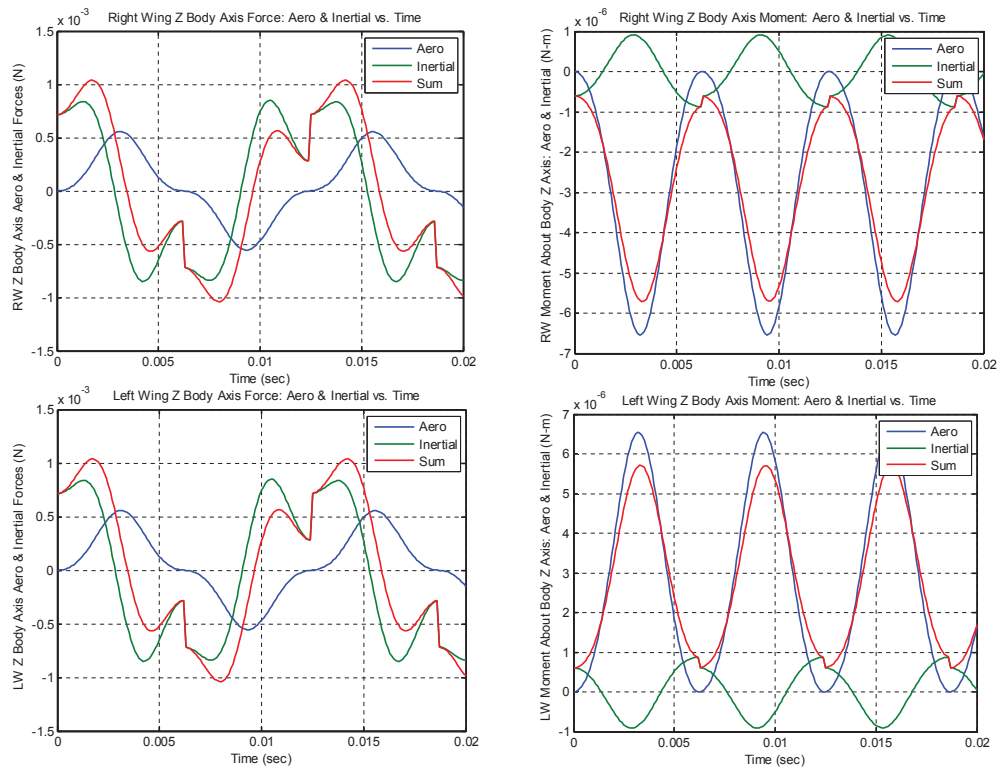 Right Wing Z Body Axis Force: Aero & Inertial vs. Time
x 10^-3
1.5
1
0.5
0
-0.5
-1
-1.5
RW Z Body Axis Aero & Inertial Forces (N)
Aero
Inertial
Sum
0 0.005 0.01 0.015 0.02
Time (sec)
Right Wing Z Body Axis Moment: Aero & Inertial vs. Time
x 10^-6
1
0
-1
-2
-3
-4
-5
-6
-7
RW Moment About Body Z Axis: Aero & Inertial (N-m)
Aero
Inertial
Sum
0 0.005 0.01 0.015 0.02
Time (sec)
Left Wing Z Body Axis Force: Aero & Inertial vs. Time
x 10^-3
1.5
1
0.5
0
-0.5
-1
-1.5
LW Z Body Axis Aero & Inertial Forces (N)
Aero
Inertial
Sum
0 0.005 0.01 0.015 0.02
Time (sec)
Left Wing Z Body Axis Moment: Aero & Inertial vs. Time
x 10^-6
7
6
5
4
3
2
1
0
-1
LW Moment About Body Z Axis: Aero & Inertial (N-m)
Aero
Inertial
Sum
0 0.005 0.01 0.015 0.02
Time (sec)